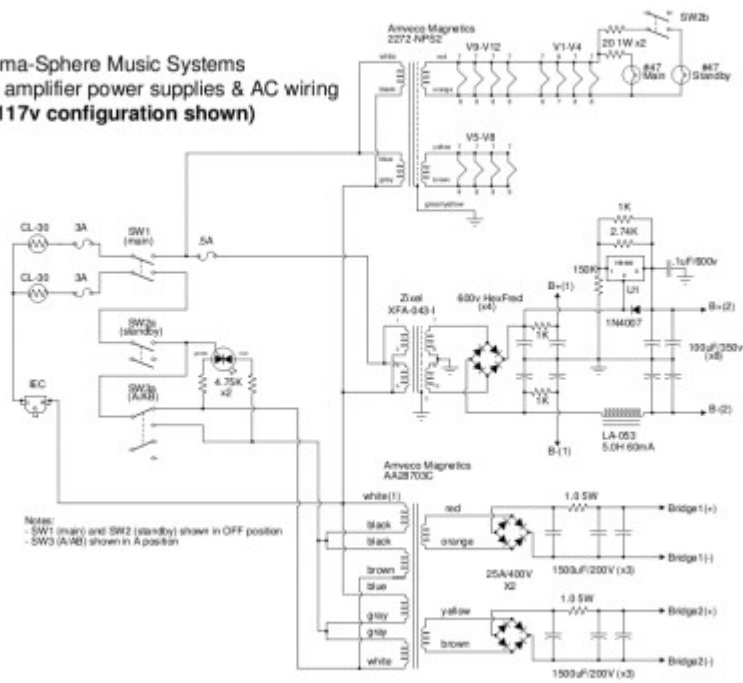 ma-Sphere Music Systems
amplifier power supplies & AC wiring
117v configuration shown)
Amveco Magnetics
2272-NPS2
white
black
blue
gray
red
orange
yellow
brown
green/yellow
V9-V12
V1-V4
V5-V8
20 1W x2
SW2b
#47
Main
#47
Standby
CL-30
3A
SW1
(main)
.5A
CL-30
3A
SW2a
(standby)
SW3a
(A/AB)
4.75K
x2
IEC
Zixel
XFA-043-I
600v HexFred
(x4)
B+(1)
1K
1K
B-(1)
1K
2.74K
150K
U1
.1uF/600v
1N4007
B+(2)
100uF/350v
(x8)
B-(2)
LA-053
5.0H 60mA
Amveco Magnetics
AA28703C
white(1)
black
black
brown
blue
gray
gray
white
red
orange
yellow
brown
25A/400V
X2
1.0 5W
Bridge1(+)
Bridge1(-)
1500uF/200V (x3)
1.0 5W
Bridge2(+)
Bridge2(-)
1500uF/200V (x3)
Notes:
- SW1 (main) and SW2 (standby) shown in OFF position
- SW3 (A/AB) shown in A position